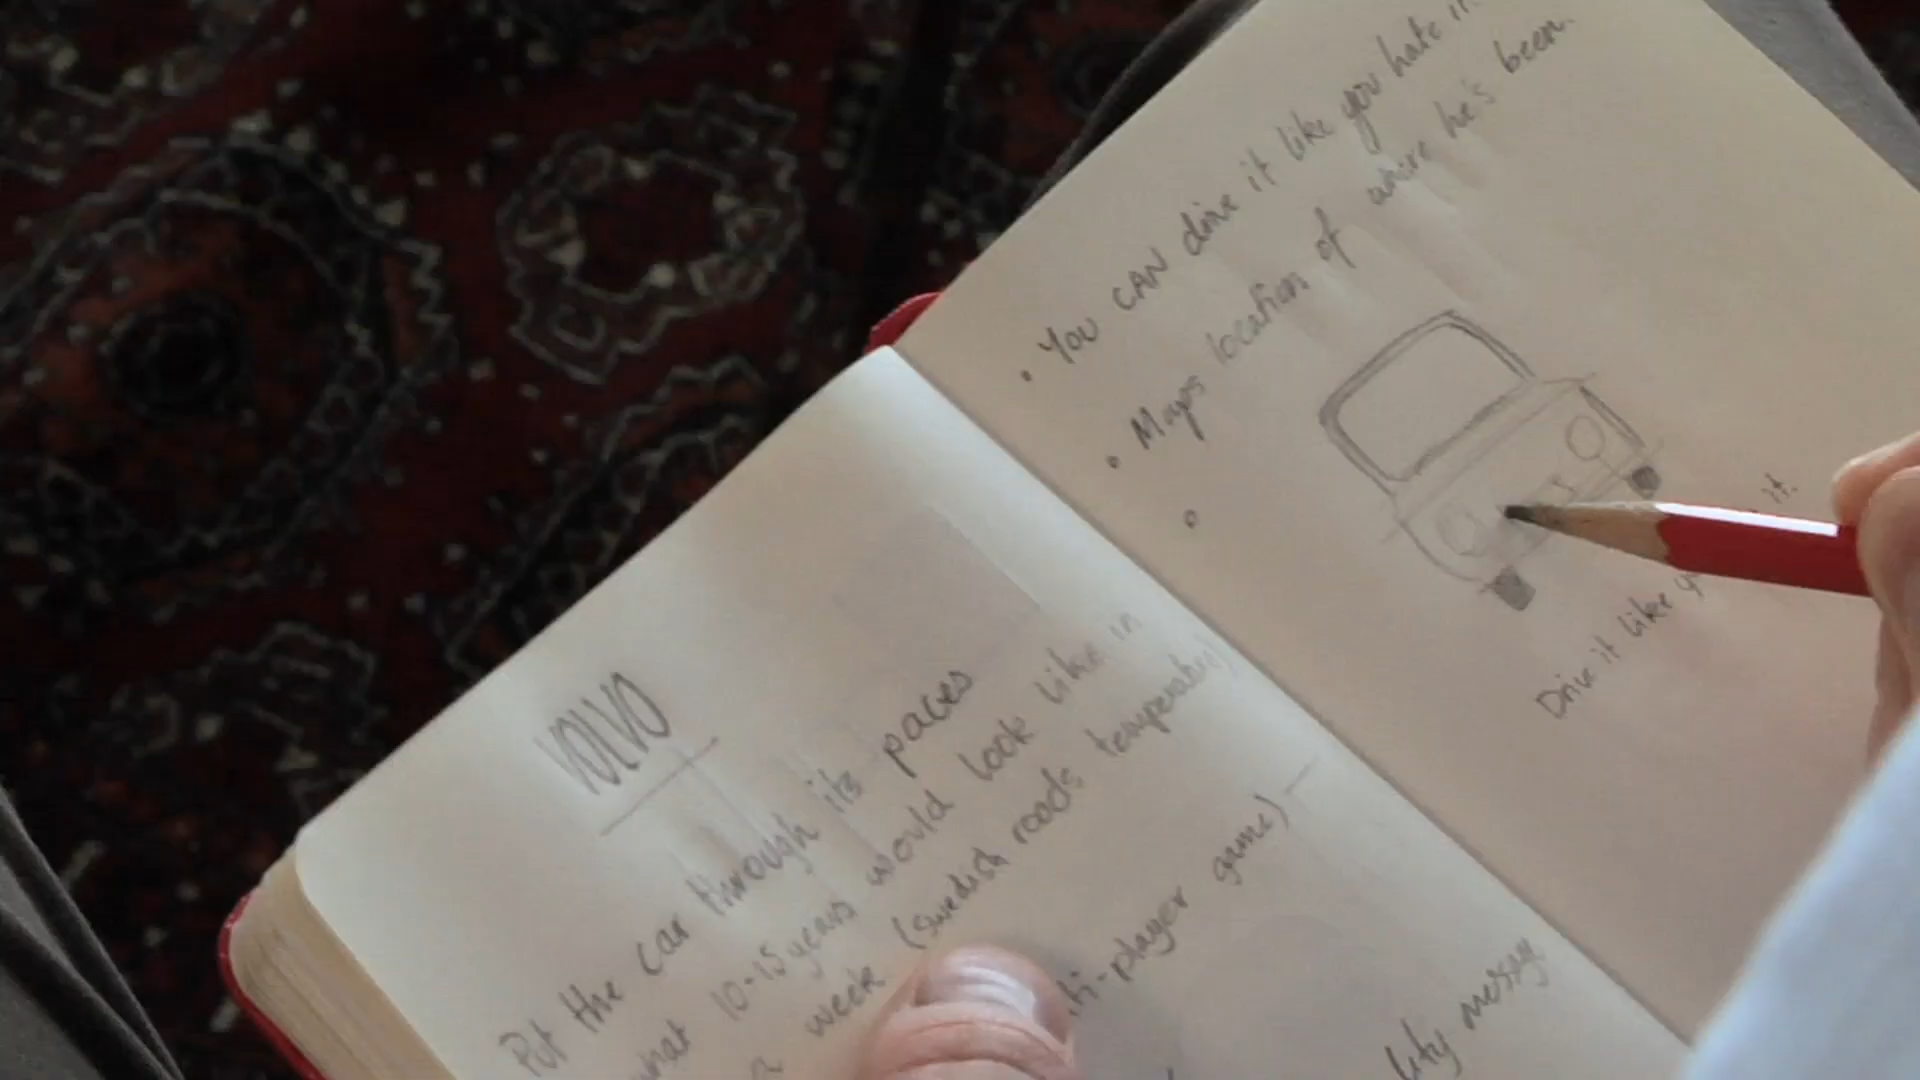 VOLVO
Put the car through its paces
what 10-15 years would look like in
a week (Swedish roads temperature)
player game)
message
• You CAN drive it like you hate it
• Maps location of where he's been.
Drive it like
it.